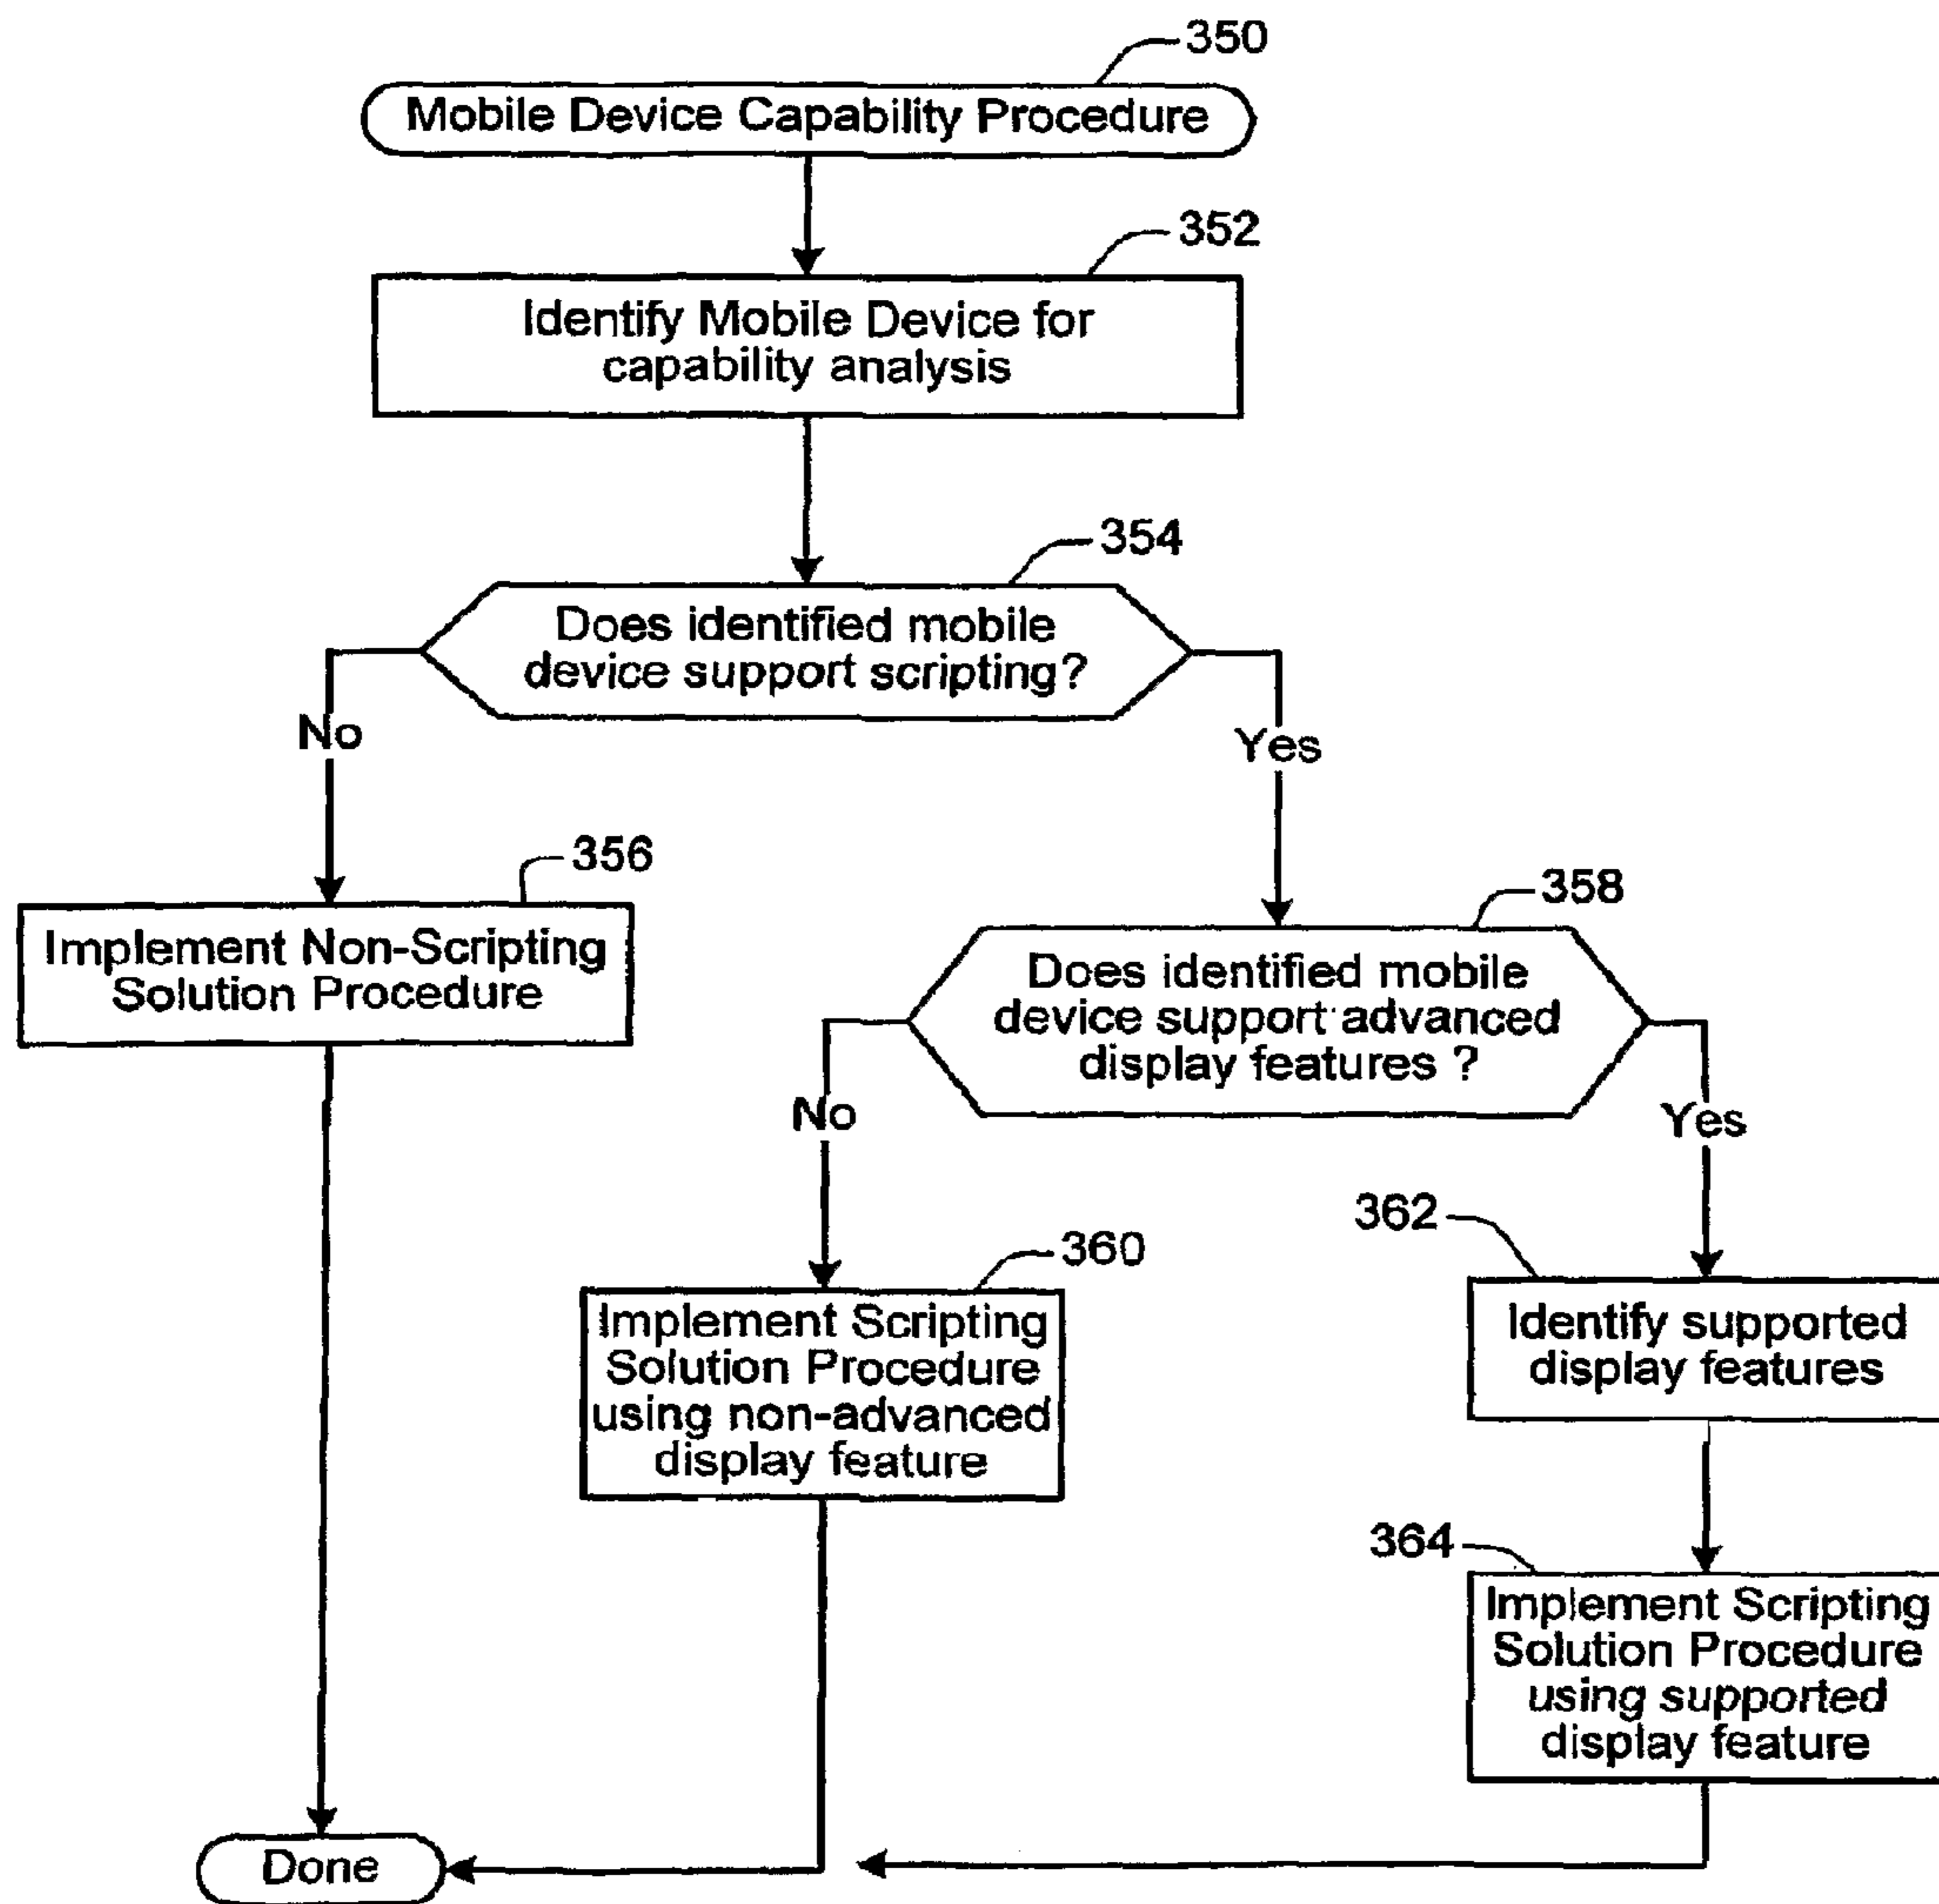 350
Mobile Device Capability Procedure
352
Identify Mobile Device for
capability analysis
354
Does identified mobile
device support scripting?
No
Yes
356
Implement Non-Scripting
Solution Procedure
358
Does identified mobile
device support advanced
display features ?
No
Yes
360
Implement Scripting
Solution Procedure
using non-advanced
display feature
362
Identify supported
display features
364
Implement Scripting
Solution Procedure
using supported
display feature
Done